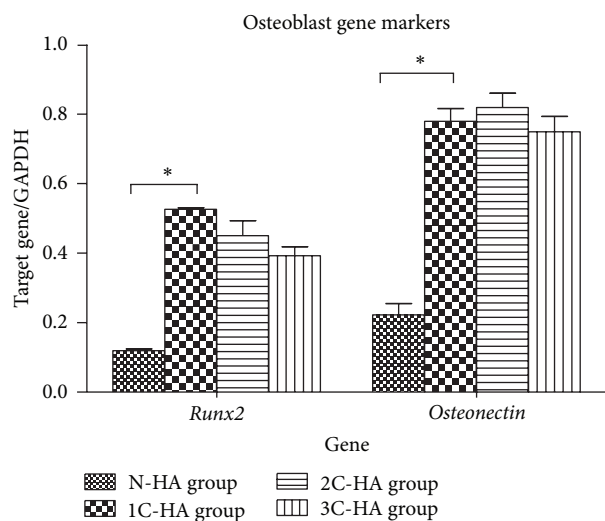 Osteoblast gene markers
Target gene/GAPDH
1.0
0.8
0.6
0.4
0.2
0.0
*
*
Runx2
Osteonectin
Gene
N-HA group
1C-HA group
2C-HA group
3C-HA group